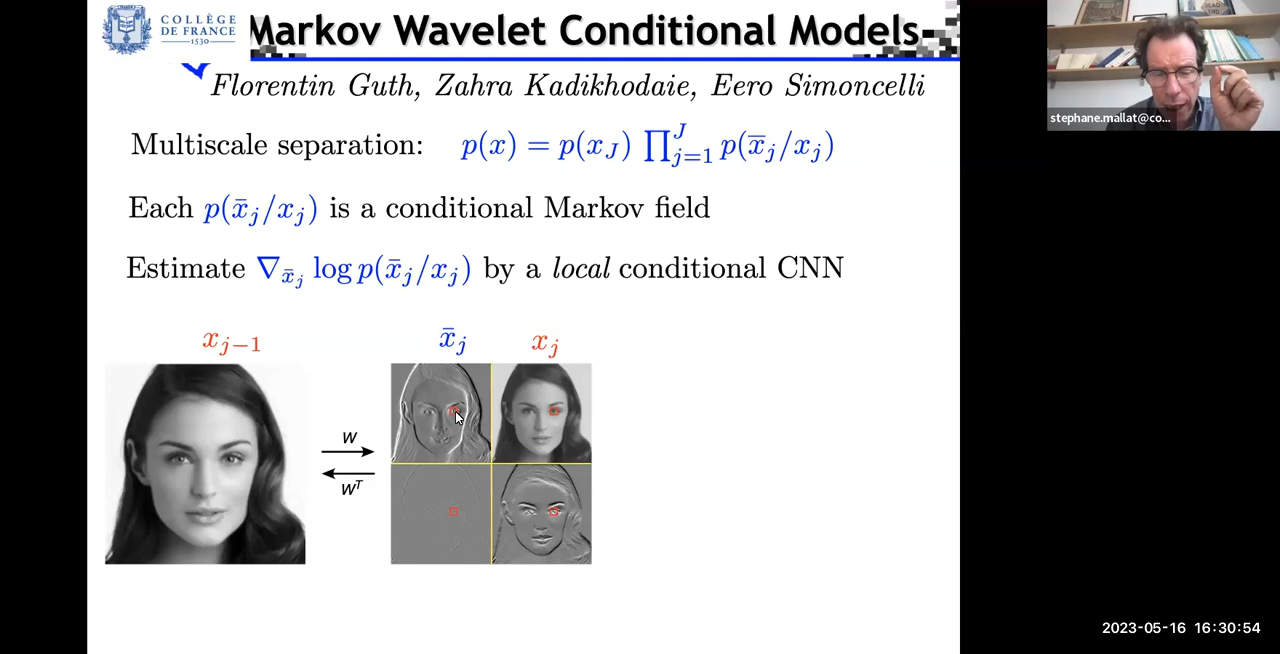 COLLÈGE
DE FRANCE
1530
Markov Wavelet Conditional Models
Florentin Guth, Zahra Kadikhodaie, Eero Simoncelli
Multiscale separation: p(x) = p(x_J) ∏_{j=1}^{J} p(x̄_j/x_j)
Each p(x̄_j/x_j) is a conditional Markov field
Estimate ∇_{x̄_j} log p(x̄_j/x_j) by a local conditional CNN
x_{j−1} x̄_j x_j
W
W^T
stephane.mallat@co...
2023-05-16 16:30:54